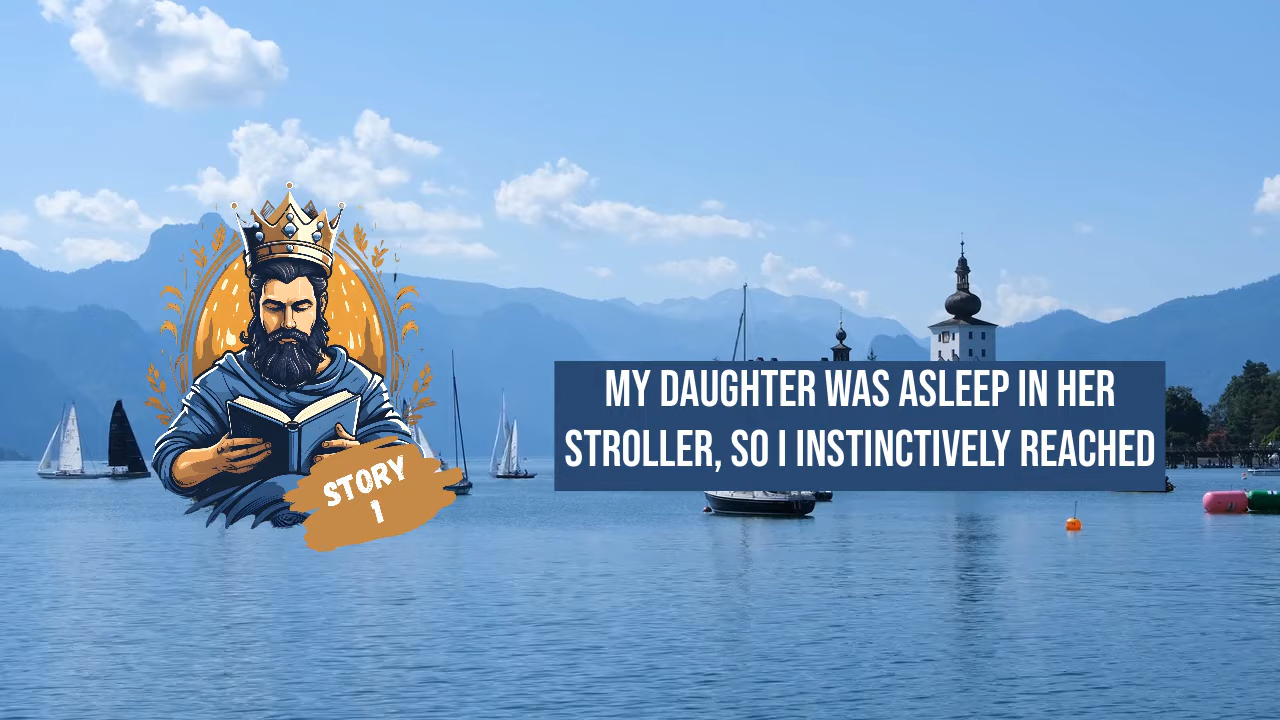 STORY
1
MY DAUGHTER WAS ASLEEP IN HER
STROLLER, SO I INSTINCTIVELY REACHED